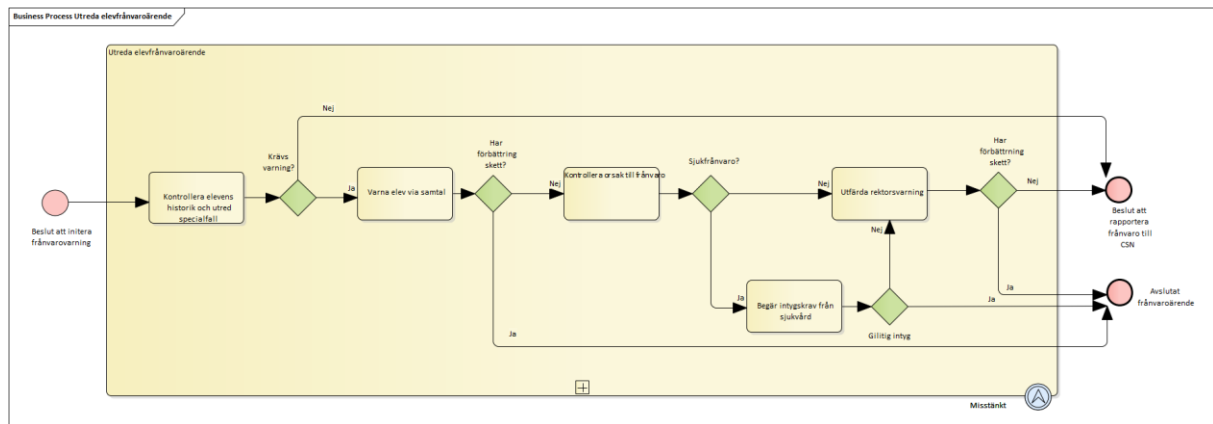 Business Process Utreda elevfrånvaroärende
Utreda elevfrånvaroärende
Beslut att initera
frånvarovarning
Kontrollera elevens
historik och utred
specialfall
Krävs
varning?
Nej
Ja
Varna elev via samtal
Har
förbättring
skett?
Nej
Ja
Kontrollera orsak till frånvaro
Sjukfrånvaro?
Nej
Ja
Begär intygskrav från
sjukvård
Gilitig intyg
Nej
Ja
Utfärda rektorsvarning
Har
förbättrning
skett?
Nej
Ja
Beslut att
rapportera
frånvaro till
CSN
Avslutat
frånvaroärende
Misstänkt